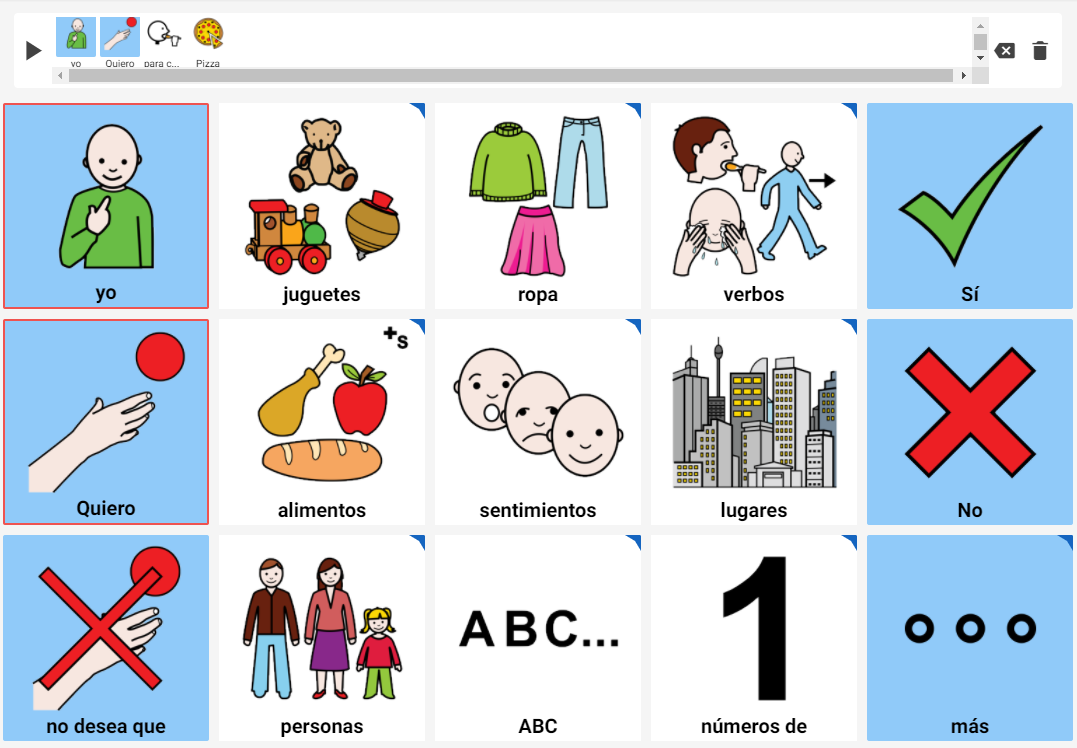 yo Quiero para c... Pizza
yo juguetes ropa verbos Sí
+s
Quiero alimentos sentimientos lugares No
ABC...
1
no desea que personas ABC números de más